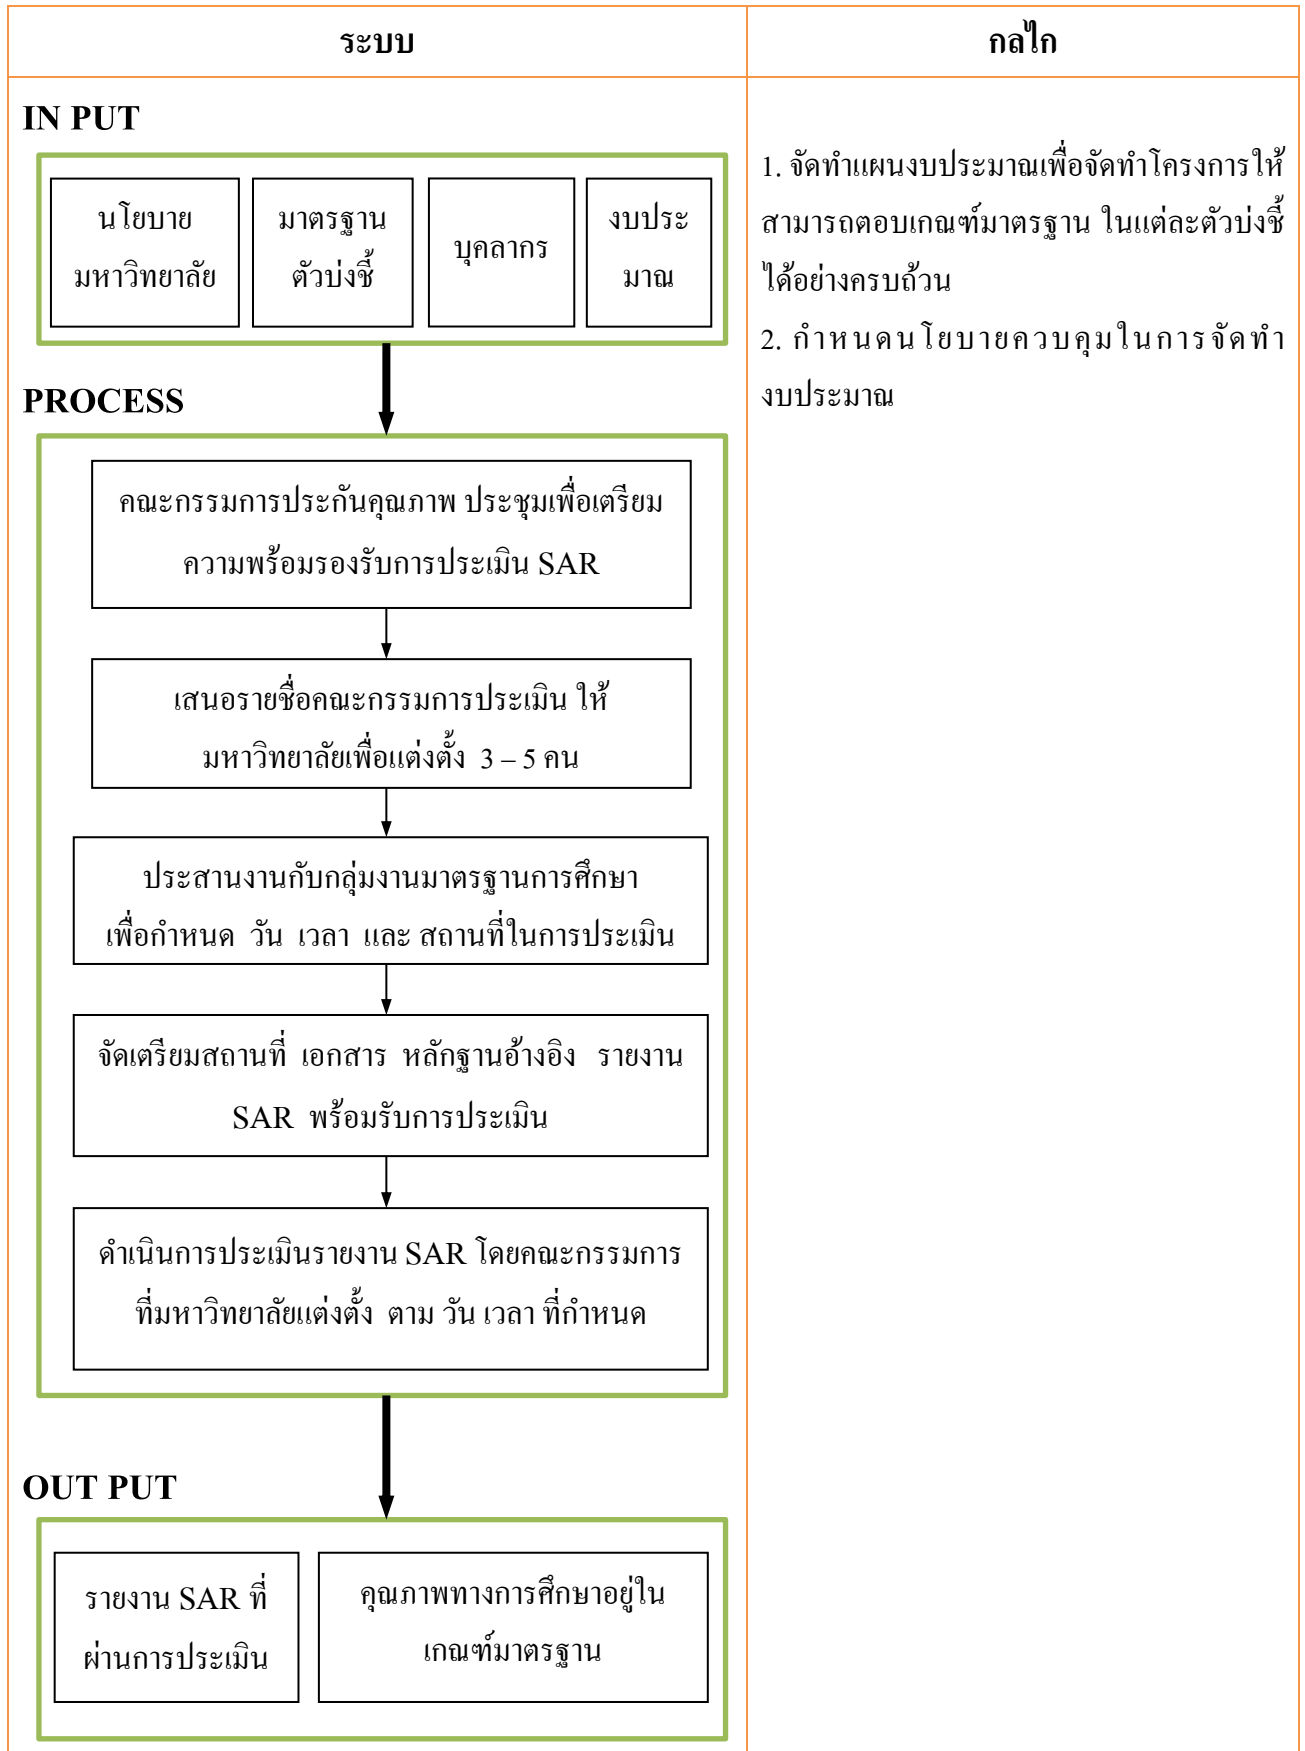 ระบบ
กลไก
IN PUT
นโยบาย
มหาวิทยาลัย
มาตรฐาน
ตัวบ่งชี้
บุคลากร
งบประ
มาณ
PROCESS
คณะกรรมการประกันคุณภาพ ประชุมเพื่อเตรียม
ความพร้อมรองรับการประเมิน SAR
เสนอรายชื่อคณะกรรมการประเมิน ให้
มหาวิทยาลัยเพื่อแต่งตั้ง 3 – 5 คน
ประสานงานกับกลุ่มงานมาตรฐานการศึกษา
เพื่อกำหนด วัน เวลา และ สถานที่ในการประเมิน
จัดเตรียมสถานที่ เอกสาร หลักฐานอ้างอิง รายงาน
SAR พร้อมรับการประเมิน
ดำเนินการประเมินรายงาน SAR โดยคณะกรรมการ
ที่มหาวิทยาลัยแต่งตั้ง ตาม วัน เวลา ที่กำหนด
OUT PUT
รายงาน SAR ที่
ผ่านการประเมิน
คุณภาพทางการศึกษาอยู่ใน
เกณฑ์มาตรฐาน
1. จัดทำแผนงบประมาณเพื่อจัดทำโครงการให้
สามารถตอบเกณฑ์มาตรฐาน ในแต่ละตัวบ่งชี้
ได้อย่างครบถ้วน
2. กำหนดนโยบายควบคุมในการจัดทำ
งบประมาณ